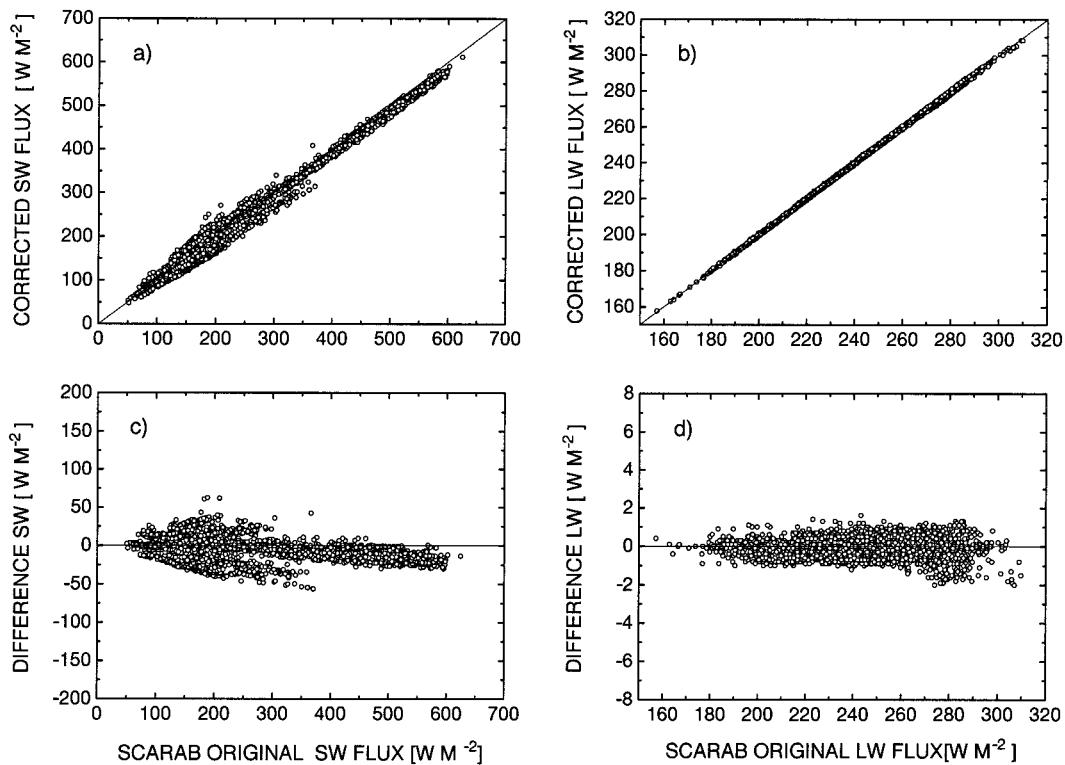 a)
CORRECTED SW FLUX [ W M-2 ]
700
600
500
400
300
200
100
0
0 100 200 300 400 500 600 700
b)
CORRECTED LW FLUX [ W M-2 ]
320
300
280
260
240
220
200
180
160
160 180 200 220 240 260 280 300 320
c)
DIFFERENCE SW [ W M-2 ]
200
150
100
50
0
-50
-100
-150
-200
0 100 200 300 400 500 600 700
SCARAB ORIGINAL SW FLUX [W M -2]
d)
DIFFERENCE LW [ W M-2 ]
8
6
4
2
0
-2
-4
-6
-8
160 180 200 220 240 260 280 300 320
SCARAB ORIGINAL LW FLUX[W M-2 ]